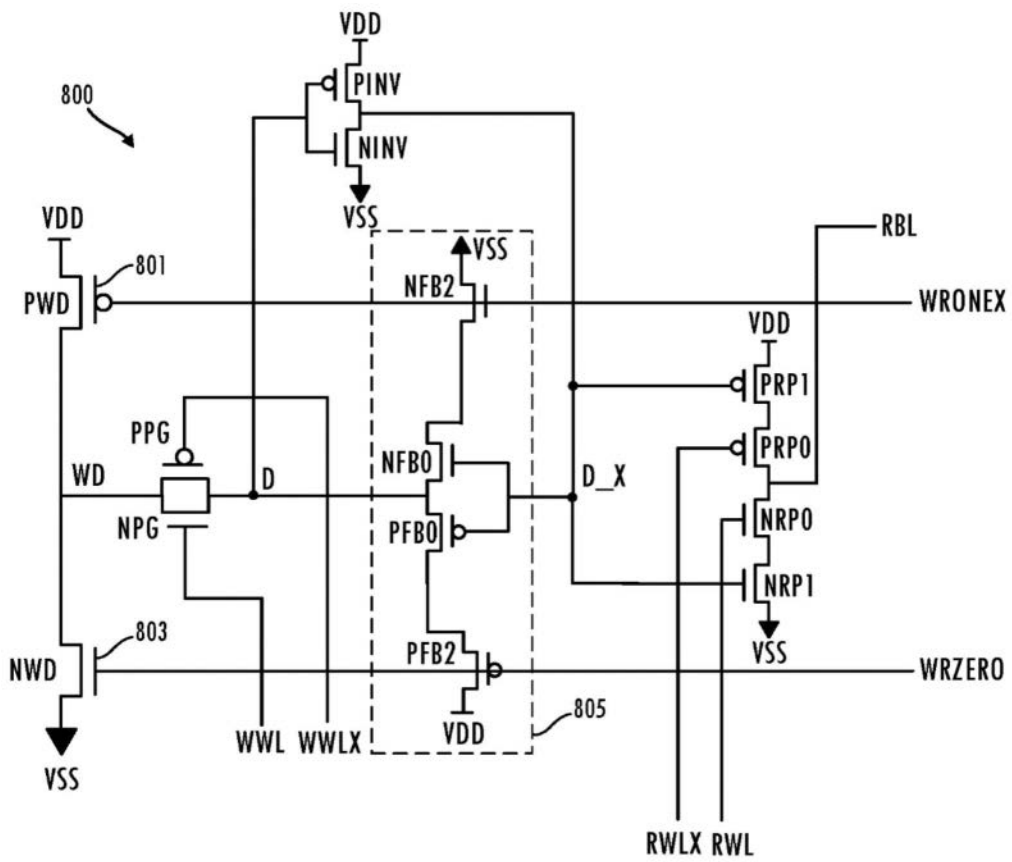 VDD
800
PINV
NINV
VSS
VDD
801
PWD
VSS
NFB2
RBL
WRONEX
VDD
PRP1
PPG
NFB0
PRP0
WD
D
D_X
NPG
PFB0
NRP0
NRP1
803
NWD
PFB2
VSS
WRZERO
VDD
805
WWL
WWLX
VSS
RWLX
RWL